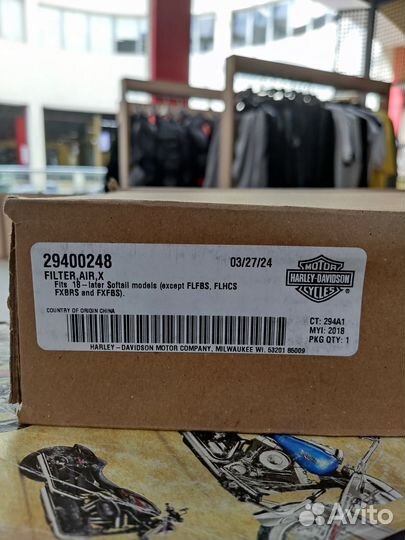 29400248 03/27/24
FILTER,AIR,X
Fits 18-later Softail models (except FLFBS, FLHCS
FXBRS and FXFBS).
MOTOR
HARLEY-DAVIDSON
CYCLES
COUNTRY OF ORIGIN CHINA
CT: 294A1
MYI: 2018
PKG QTY: 1
HARLEY-DAVIDSON MOTOR COMPANY, MILWAUKEE WI. 53201 85009
Avito